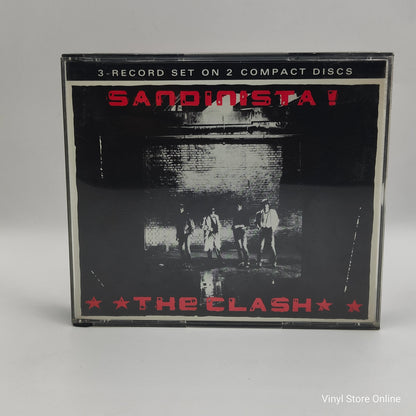 3-RECORD SET ON 2 COMPACT DISCS
SANDINISTA!
THE CLASH
Vinyl Store Online